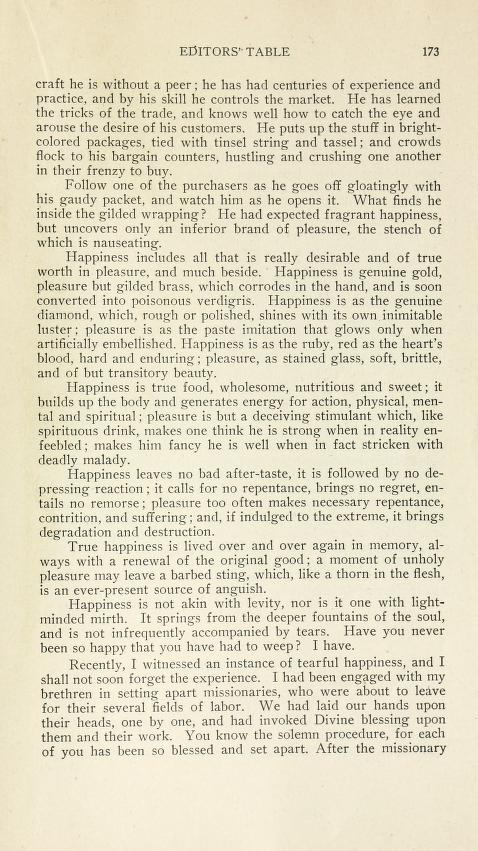 EDITORS' TABLE 173
craft he is without a peer; he has had centuries of experience and
practice, and by his skill he controls the market. He has learned
the tricks of the trade, and knows well how to catch the eye and
arouse the desire of his customers. He puts up the stuff in bright-
colored packages, tied with tinsel string and tassel; and crowds
flock to his bargain counters, hustling and crushing one another
in their frenzy to buy.
Follow one of the purchasers as he goes off gloatingly with
his gaudy packet, and watch him as he opens it. What finds he
inside the gilded wrapping? He had expected fragrant happiness,
but uncovers only an inferior brand of pleasure, the stench of
which is nauseating.
Happiness includes all that is really desirable and of true
worth in pleasure, and much beside. Happiness is genuine gold,
pleasure but gilded brass, which corrodes in the hand, and is soon
converted into poisonous verdigris. Happiness is as the genuine
diamond, which, rough or polished, shines with its own inimitable
luster; pleasure is as the paste imitation that glows only when
artificially embellished. Happiness is as the ruby, red as the heart's
blood, hard and enduring; pleasure, as stained glass, soft, brittle,
and of but transitory beauty.
Happiness is true food, wholesome, nutritious and sweet; it
builds up the body and generates energy for action, physical, men-
tal and spiritual; pleasure is but a deceiving stimulant which, like
spirituous drink, makes one think he is strong when in reality en-
feebled; makes him fancy he is well when in fact stricken with
deadly malady.
Happiness leaves no bad after-taste, it is followed by no de-
pressing reaction; it calls for no repentance, brings no regret, en-
tails no remorse; pleasure too often makes necessary repentance,
contrition, and suffering; and, if indulged to the extreme, it brings
degradation and destruction.
True happiness is lived over and over again in memory, al-
ways with a renewal of the original good; a moment of unholy
pleasure may leave a barbed sting, which, like a thorn in the flesh,
is an ever-present source of anguish.
Happiness is not akin with levity, nor is it one with light-
minded mirth. It springs from the deeper fountains of the soul,
and is not infrequently accompanied by tears. Have you never
been so happy that you have had to weep? I have.
Recently, I witnessed an instance of tearful happiness, and I
shall not soon forget the experience. I had been engaged with my
brethren in setting apart missionaries, who were about to leave
for their several fields of labor. We had laid our hands upon
their heads, one by one, and had invoked Divine blessing upon
them and their work. You know the solemn procedure, for each
of you has been so blessed and set apart. After the missionary